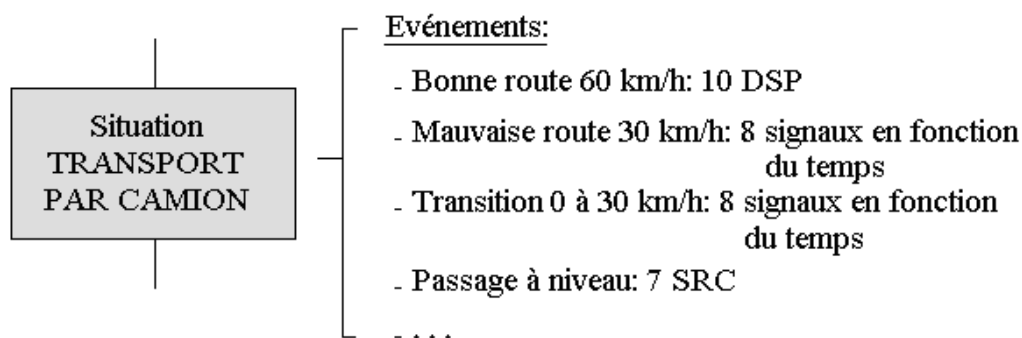 Situation
TRANSPORT
PAR CAMION
Evénements:
- Bonne route 60 km/h: 10 DSP
- Mauvaise route 30 km/h: 8 signaux en fonction
du temps
- Transition 0 à 30 km/h: 8 signaux en fonction
du temps
- Passage à niveau: 7 SRC
- . . .